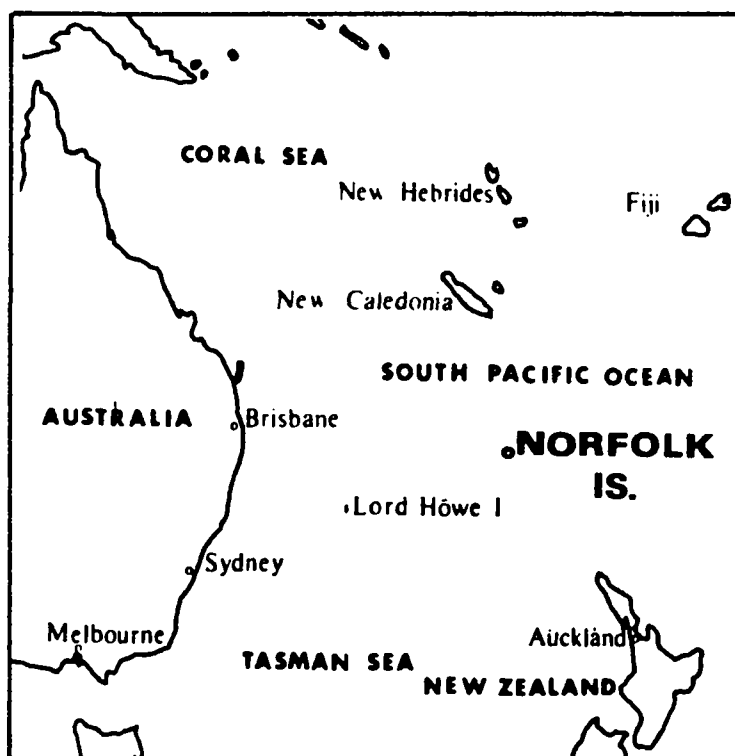 CORAL SEA
New Hebrides
Fiji
New Caledonia
SOUTH PACIFIC OCEAN
AUSTRALIA
Brisbane
NORFOLK
IS.
Lord Howe I
Sydney
Melbourne
Auckland
TASMAN SEA
NEW ZEALAND